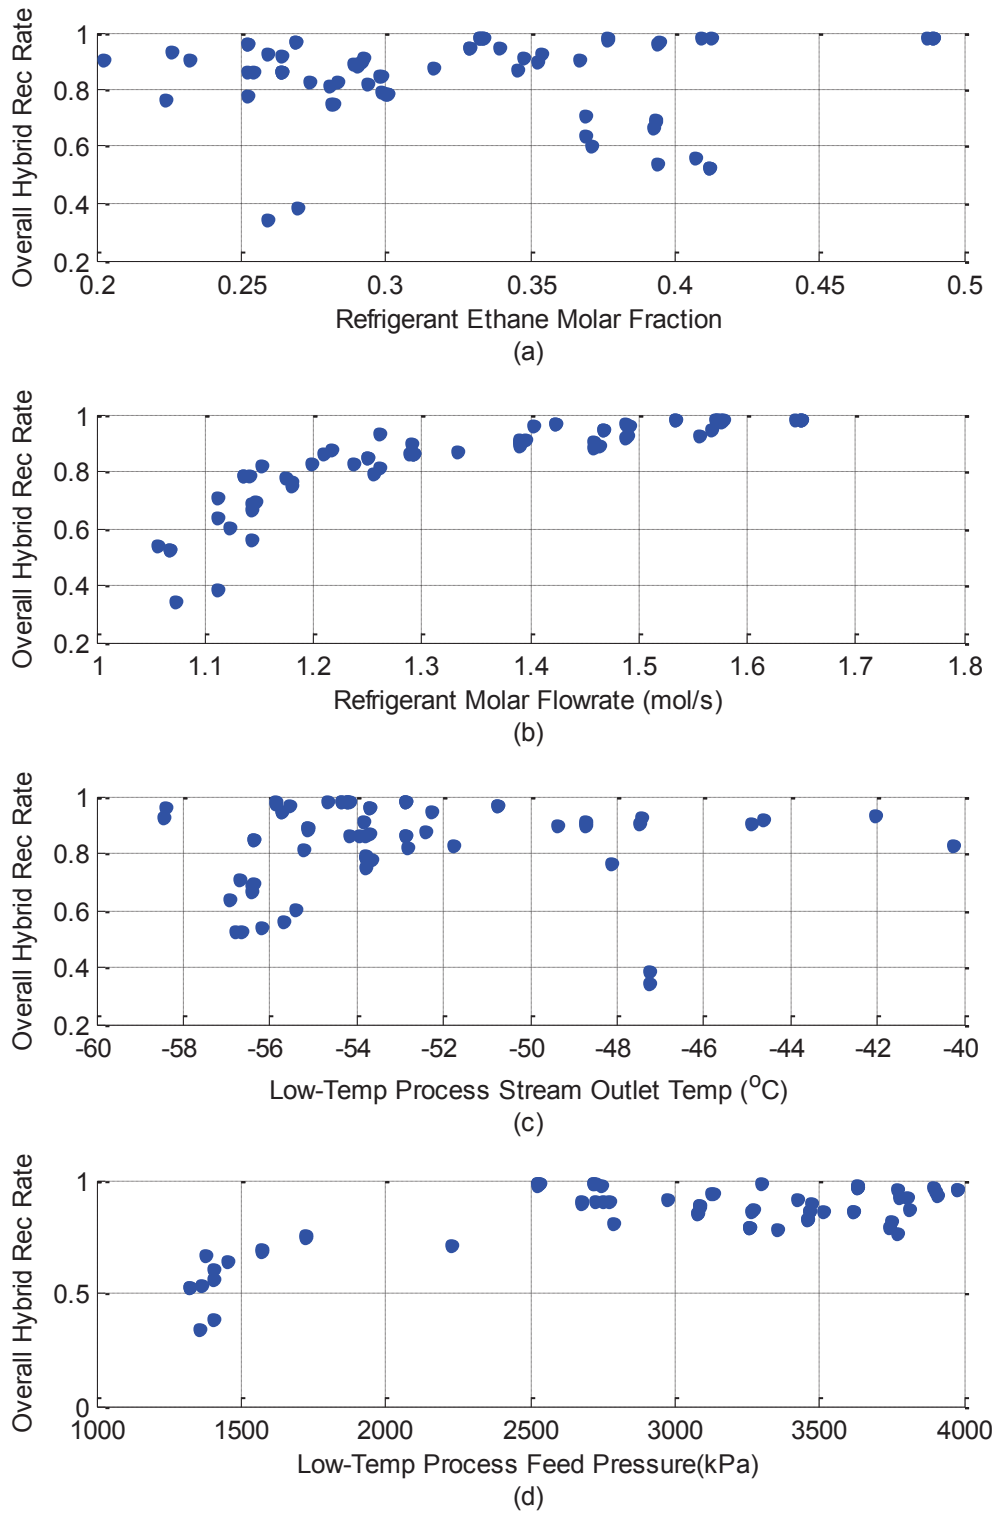 Overall Hybrid Rec Rate
1
0.8
0.6
0.4
0.2
0.2 0.25 0.3 0.35 0.4 0.45 0.5
Refrigerant Ethane Molar Fraction
(a)
Overall Hybrid Rec Rate
1
0.8
0.6
0.4
0.2
1 1.1 1.2 1.3 1.4 1.5 1.6 1.7 1.8
Refrigerant Molar Flowrate (mol/s)
(b)
Overall Hybrid Rec Rate
1
0.8
0.6
0.4
0.2
-60 -58 -56 -54 -52 -50 -48 -46 -44 -42 -40
Low-Temp Process Stream Outlet Temp (°C)
(c)
Overall Hybrid Rec Rate
1
0.5
0
1000 1500 2000 2500 3000 3500 4000
Low-Temp Process Feed Pressure(kPa)
(d)